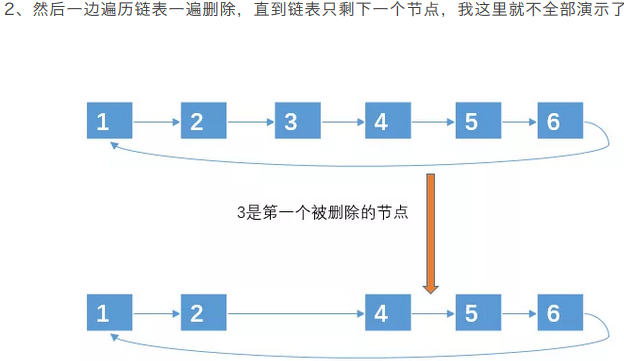 2、然后一边遍历链表一遍删除，直到链表只剩下一个节点，我这里就不全部演示了
1 2 3 4 5 6
3是第一个被删除的节点
1 2 4 5 6